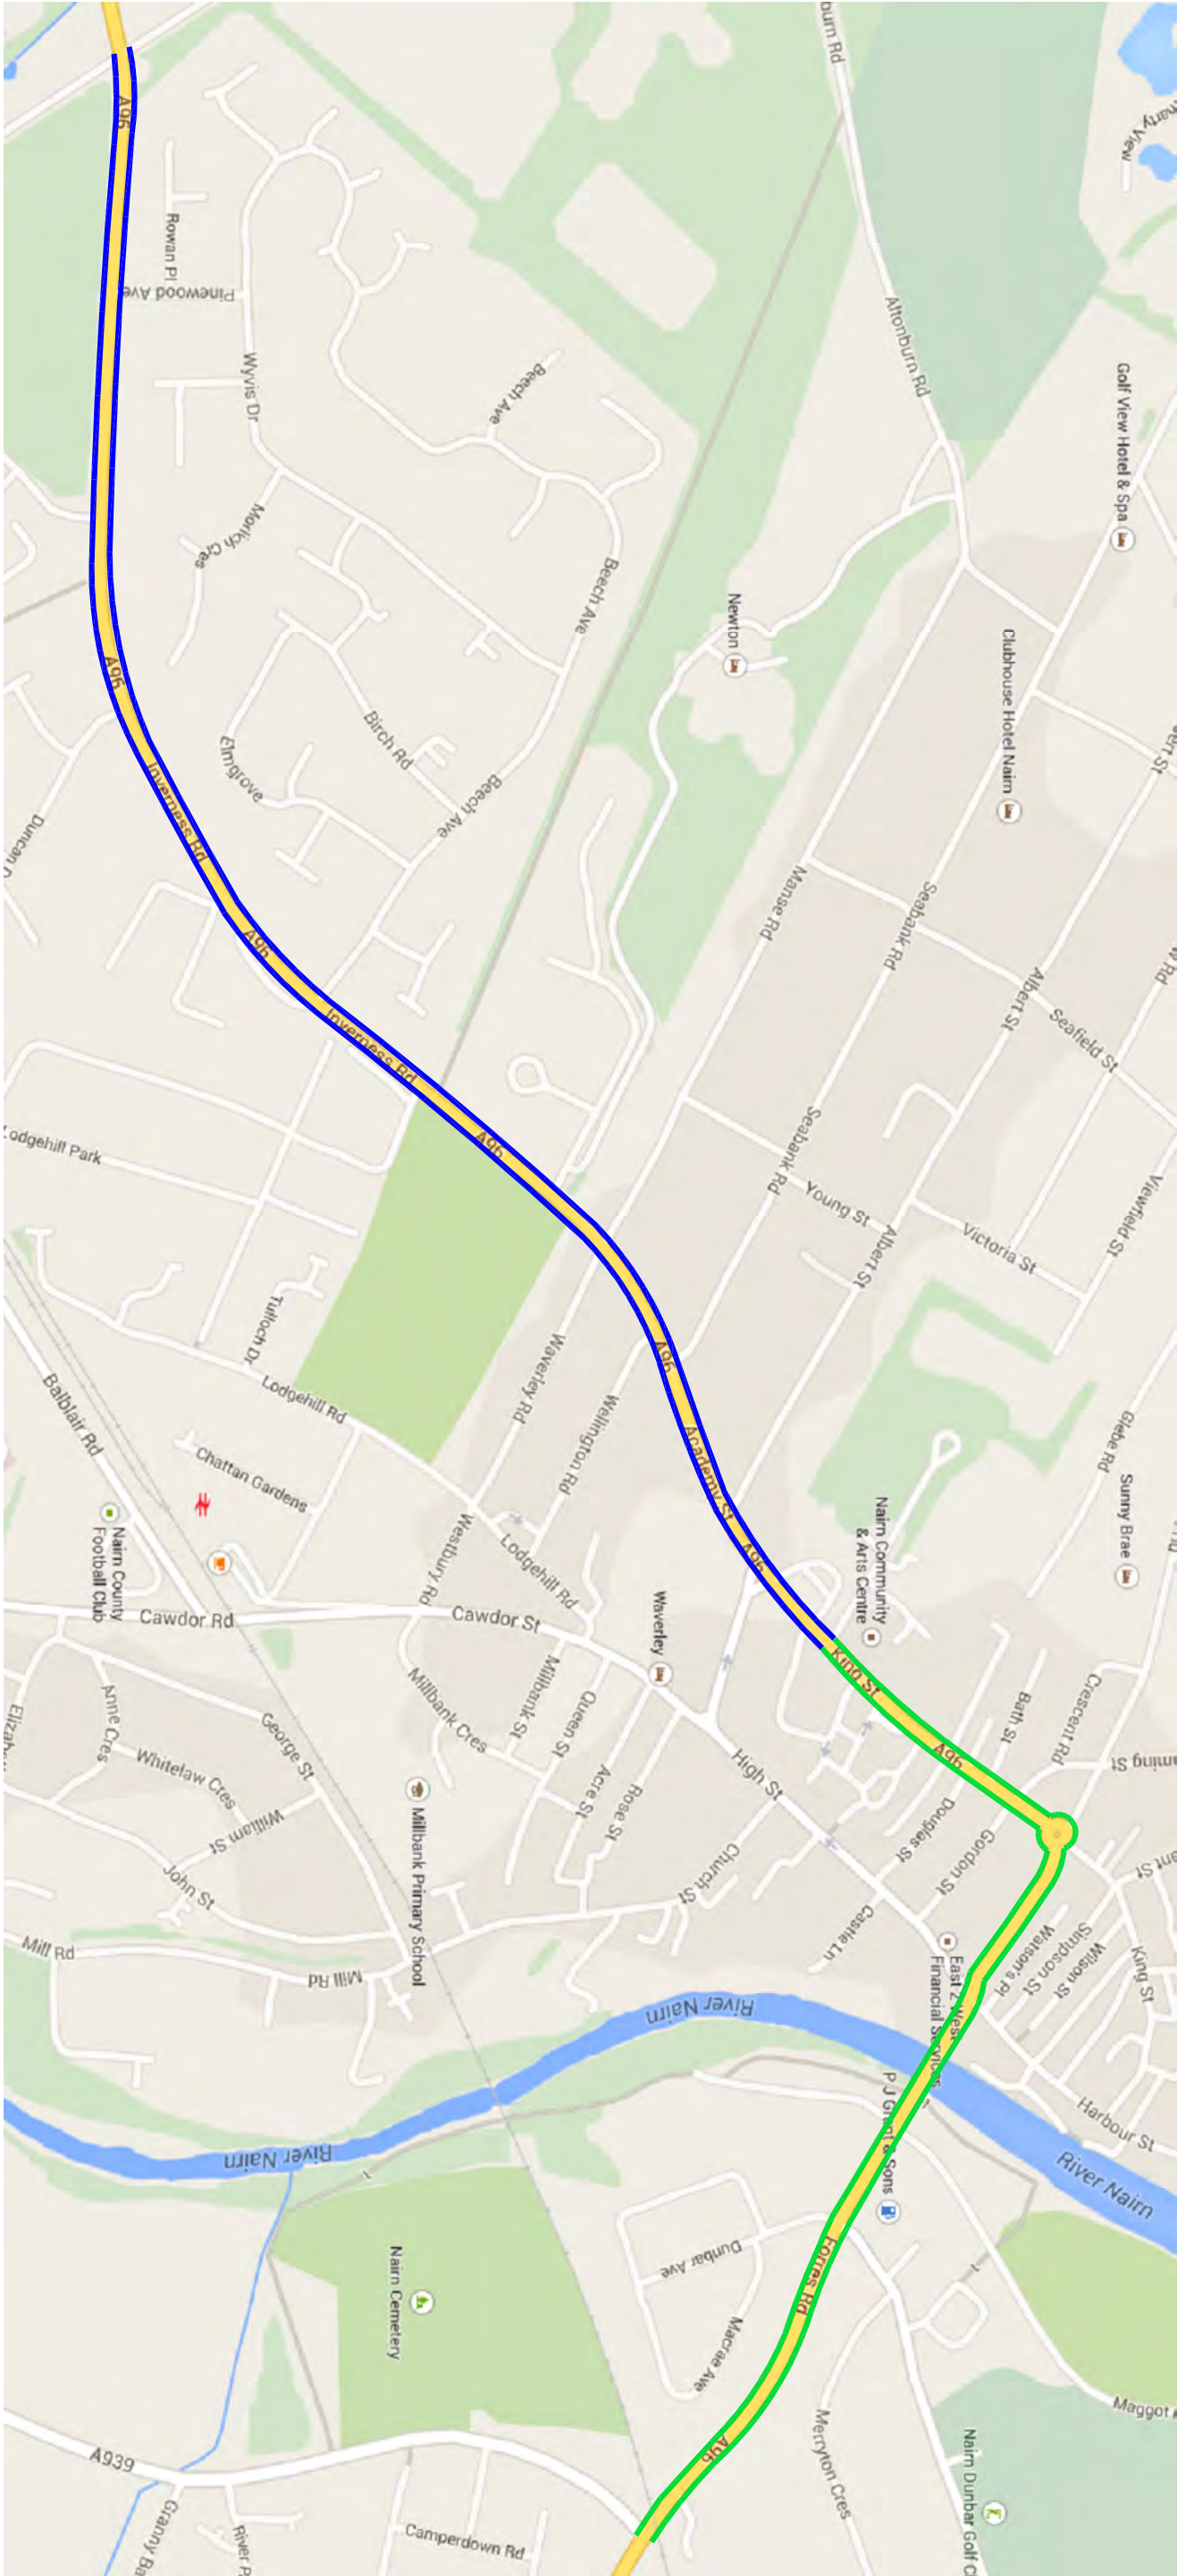 A96
Rowan Pl
Pinewood Ave
Wyvis Dr
Beech Ave
Altonburn Rd
Golf View Hotel & Spa
Morich Cres
Beech Ave
Newton
Clubhouse Hotel Nairn
A96
Birch Rd
Elmgrove
Beech Ave
Inverness Rd
Manse Rd
Seabank Rd
A96
Albert St
Seafield St
Inverness Rd
Lodgehill Park
A96
Seabank Rd
Young St
Albert St
Victoria St
Viewfield St
Tulloch Dr
Waverley Rd
A96
Lodgehill Rd
Wellington Rd
Balblair Rd
Glebe Rd
Academy St
Chattan Gardens
Sunny Brae
Nairn Community
& Arts Centre
Nairn County
Football Club
Westbury Rd
Lodgehill Rd
A96
Cawdor Rd
Cawdor St
Waverley
King St
Millbank Cres
Millbank St
Queen St
Anne Cres
George St
Whitelaw Cres
William St
Acre St
Rose St
High St
A96
Bath St
Crescent Rd
Douglas St
Gordon St
Church St
Castle Ln
John St
Millbank Primary School
Mill Rd
Mill Rd
East 2 West
Financial Services
Watson's Pl
Simpson St
Wilson St
King St
River Nairn
P J Grant & Sons
Harbour St
River Nairn
River Nairn
Dunbar Ave
Forres Rd
Nairn Cemetery
Macrae Ave
Merryton Cres
A96
A939
Camperdown Rd